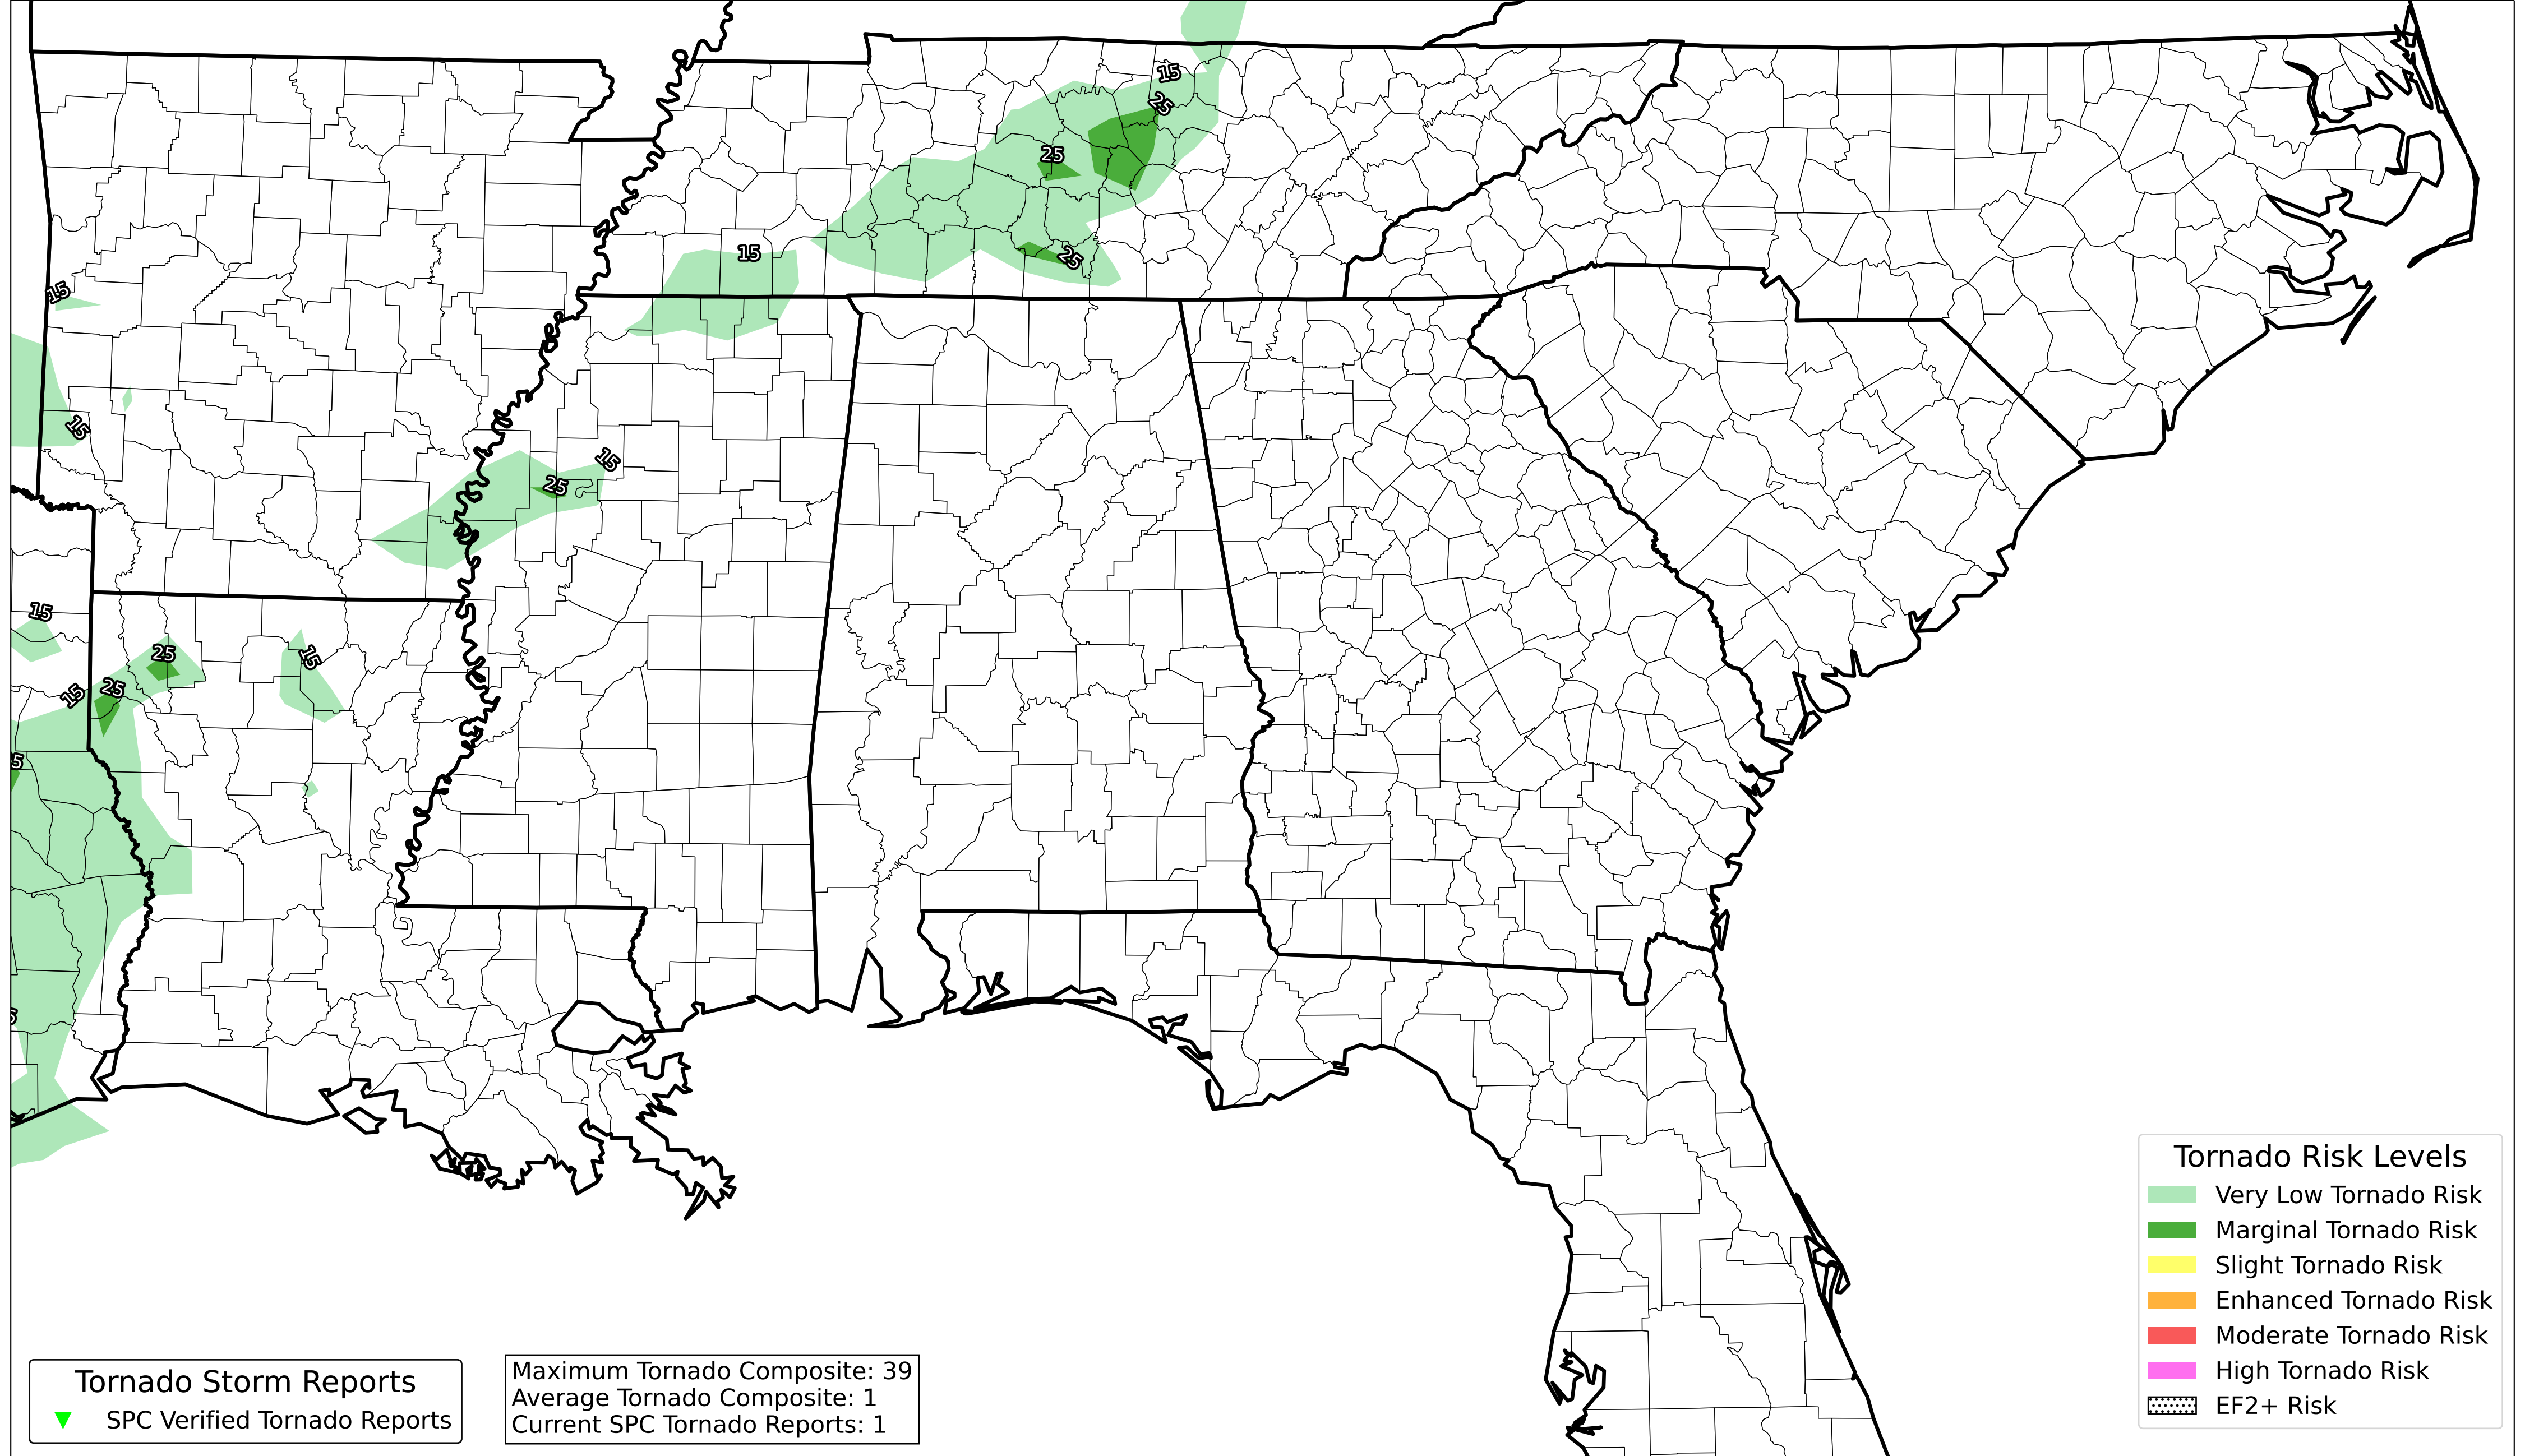 15
25
25
15
25
15
15
15
25
15
25
15
15
25
15
5
5
Tornado Risk Levels
Very Low Tornado Risk
Marginal Tornado Risk
Slight Tornado Risk
Enhanced Tornado Risk
Moderate Tornado Risk
High Tornado Risk
EF2+ Risk
Tornado Storm Reports
SPC Verified Tornado Reports
Maximum Tornado Composite: 39
Average Tornado Composite: 1
Current SPC Tornado Reports: 1